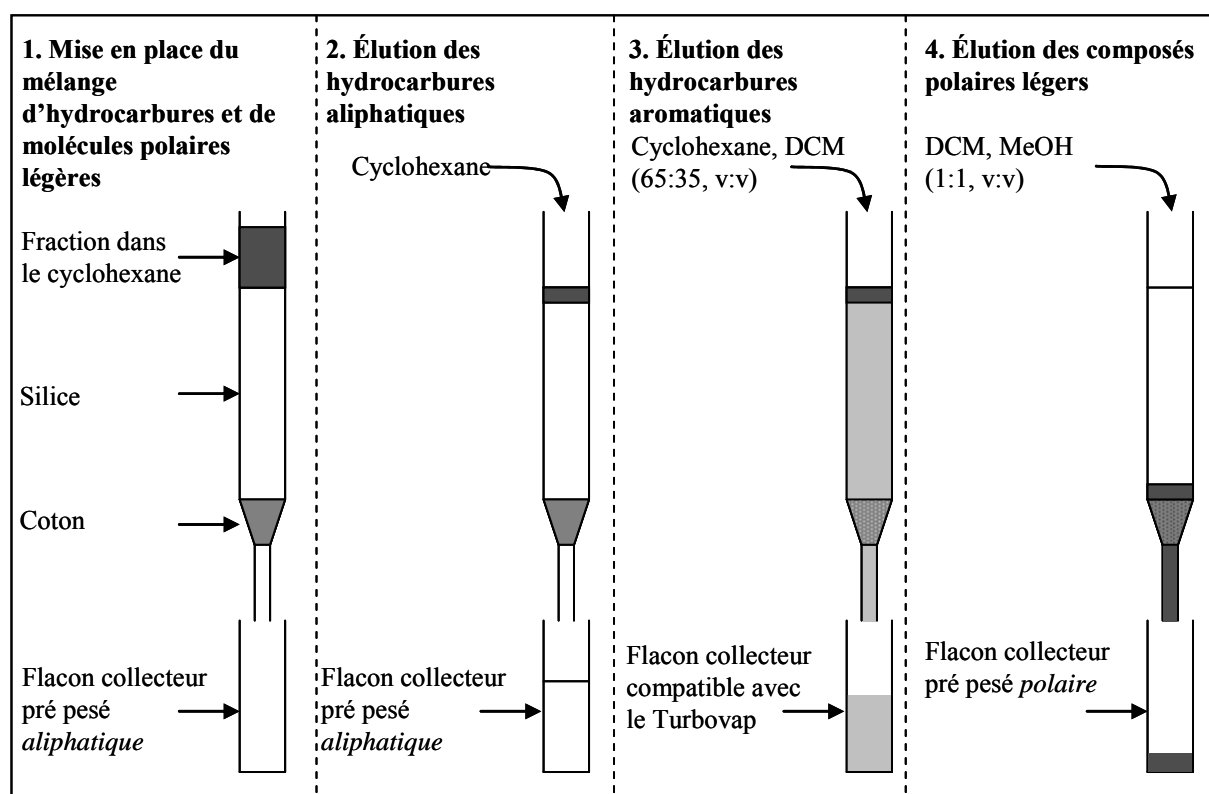 1. Mise en place du
mélange
d'hydrocarbures et de
molécules polaires
légères
Fraction dans
le cyclohexane
Silice
Coton
Flacon collecteur
pré pesé
aliphatique
2. Élution des
hydrocarbures
aliphatiques
Cyclohexane
Flacon collecteur
pré pesé
aliphatique
3. Élution des
hydrocarbures
aromatiques
Cyclohexane, DCM
(65:35, v:v)
Flacon collecteur
compatible avec
le Turbovap
4. Élution des composés
polaires légers
DCM, MeOH
(1:1, v:v)
Flacon collecteur
pré pesé polaire